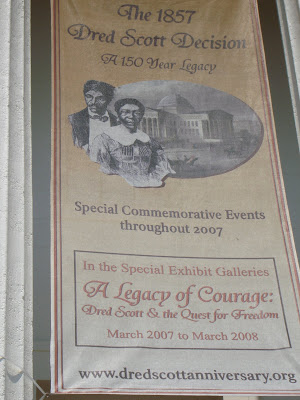 The 1857
Dred Scott Decision
A 150 Year Legacy
Special Commemorative Events
throughout 2007
In the Special Exhibit Galleries
A Legacy of Courage:
Dred Scott & the Quest for Freedom
March 2007 to March 2008
www.dredscottanniversary.org